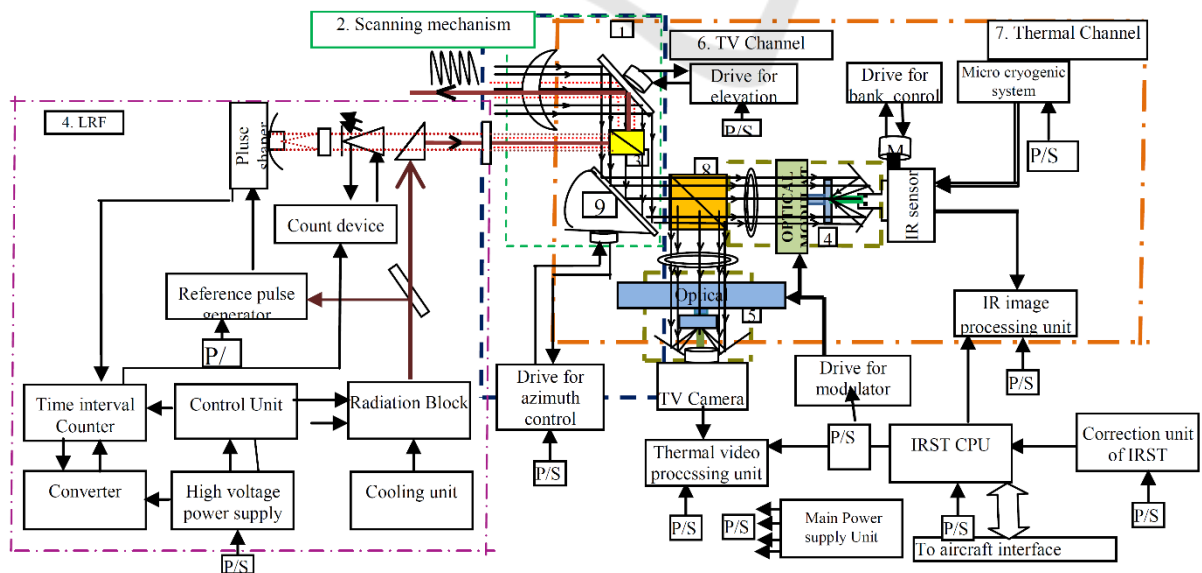 2. Scanning mechanism
1
6. TV Channel
7. Thermal Channel
4. LRF
Pluse
shaper
Drive for
elevation
P/S
Drive for
bank conrol
Micro cryogenic
system
P/S
M
3
8
9
OPTICAL
4
IR sensor
Count device
Optical
5
Reference pulse
generator
P/
IR image
processing unit
P/S
Time interval
Counter
Control Unit
Radiation Block
Drive for
azimuth
control
P/S
TV Camera
Drive for
modulator
P/S
Thermal video
proccssing unit
P/S
IRST CPU
P/S
Correction unit
of IRST
P/S
Converter
High voltage
power supply
P/S
Cooling unit
P/S
Main Power
supply Unit
To aircraft interface